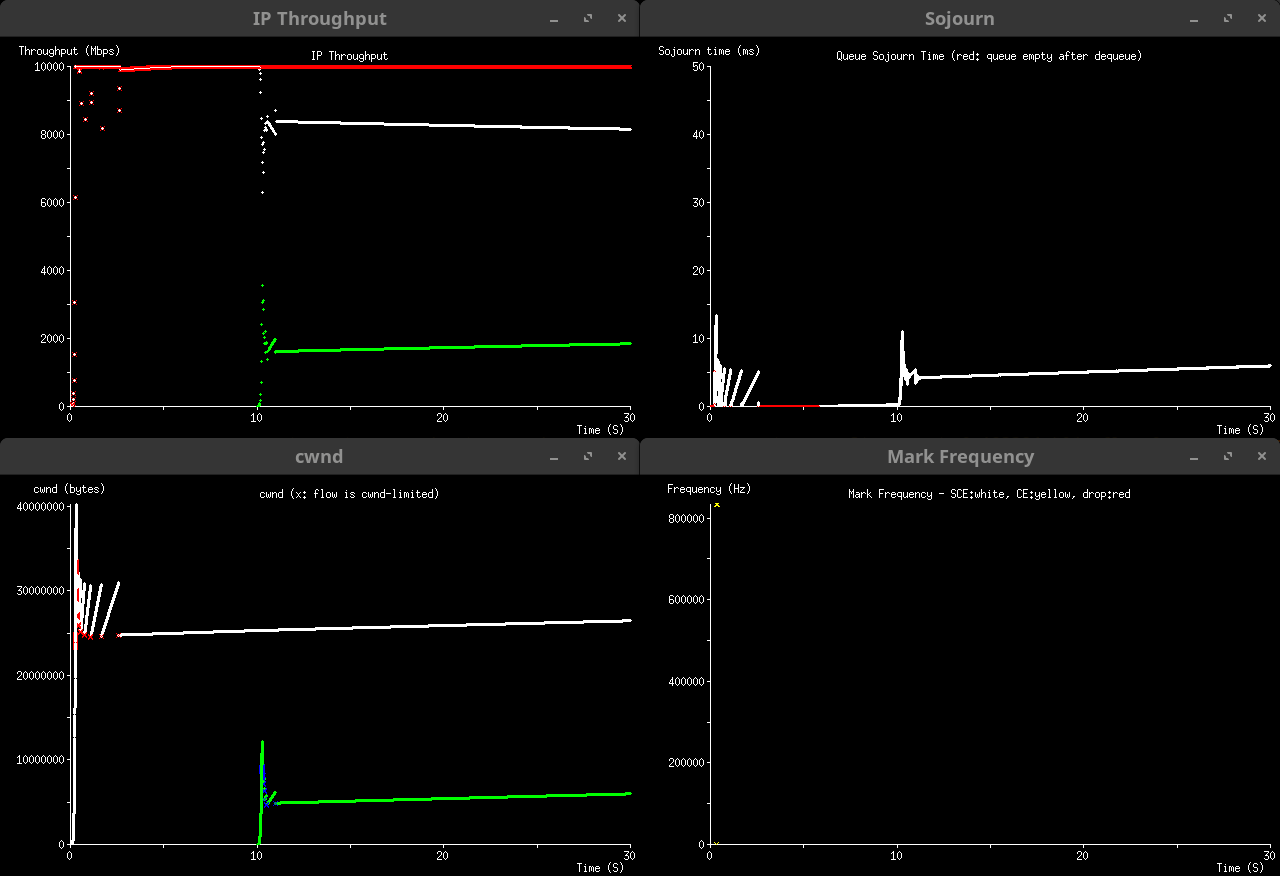 IP Throughput
Throughput (Mbps)
IP Throughput
10000
8000
6000
4000
2000
0
0
10
20
30
Time (S)
Sojourn
Sojourn time (ms)
Queue Sojourn Time (red: queue empty after dequeue)
50
40
30
20
10
0
0
10
20
30
Time (S)
cwnd
cwnd (bytes)
cwnd (x: flow is cwnd-limited)
40000000
30000000
20000000
10000000
0
0
10
20
30
Time (S)
Mark Frequency
Frequency (Hz)
Mark Frequency - SCE:white, CE:yellow, drop:red
800000
600000
400000
200000
0
0
10
20
30
Time (S)